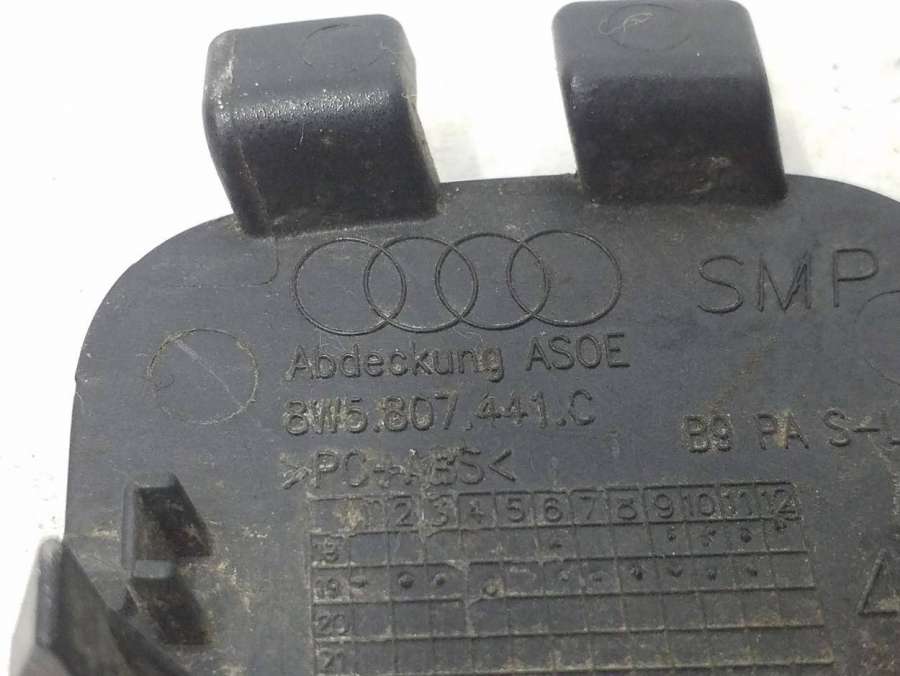 SMP
Abdeckung ASOE
8W5.807.441.C
B9 PA S-L
>PC+ABS<
1 2 3 4 5 6 7 8 9 10 11 12
18
19
20
21